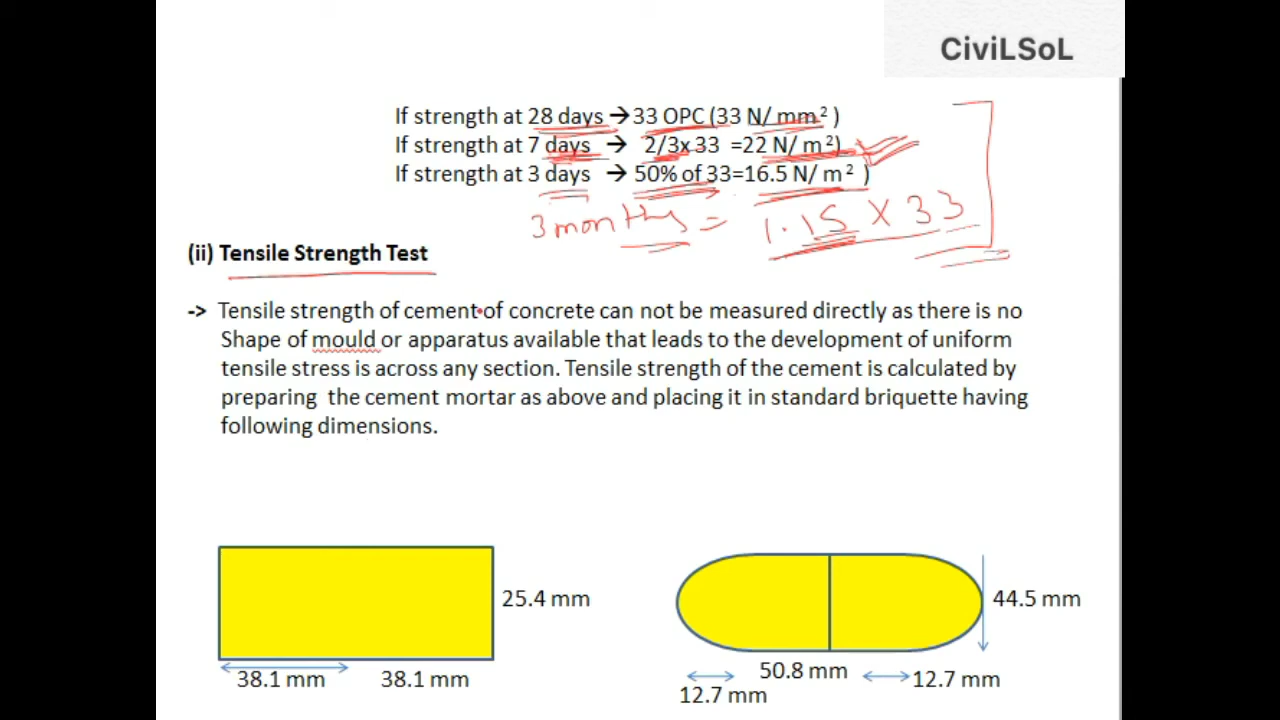 CiviLSoL
If strength at 28 days → 33 OPC (33 N/ mm² )
If strength at 7 days → 2/3x 33 =22 N/ m²)
If strength at 3 days → 50% of 33=16.5 N/ m² )
3 months = 1.15 X 33
(ii) Tensile Strength Test
-> Tensile strength of cement of concrete can not be measured directly as there is no
Shape of mould or apparatus available that leads to the development of uniform
tensile stress is across any section. Tensile strength of the cement is calculated by
preparing the cement mortar as above and placing it in standard briquette having
following dimensions.
25.4 mm
38.1 mm 38.1 mm
44.5 mm
50.8 mm
12.7 mm 12.7 mm